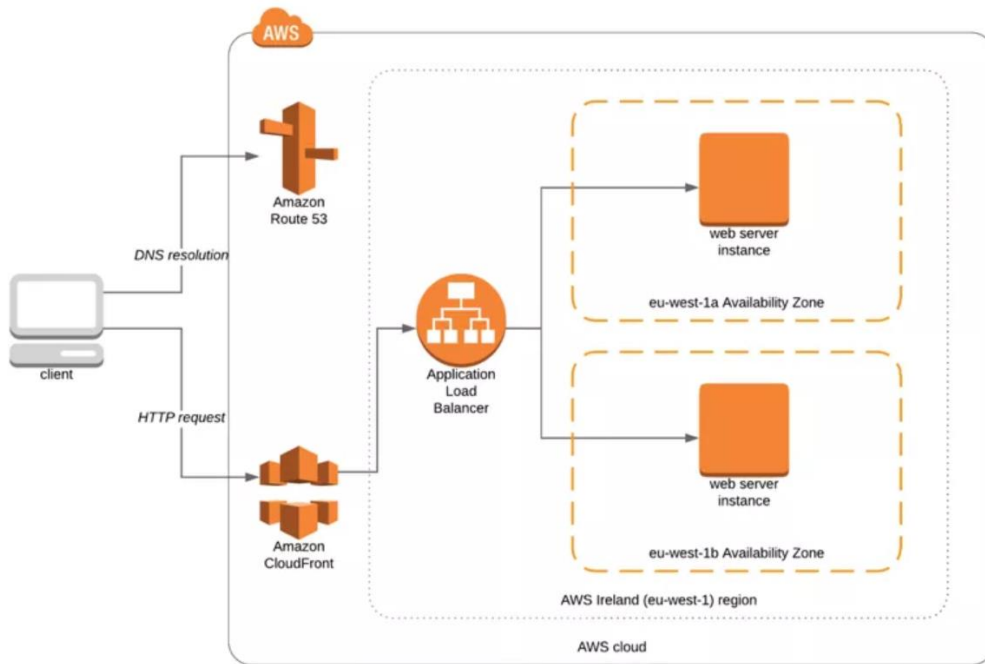 AWS
Amazon
Route 53
DNS resolution
client
HTTP request
Amazon
CloudFront
Application
Load
Balancer
web server
instance
eu-west-1a Availability Zone
web server
instance
eu-west-1b Availability Zone
AWS Ireland (eu-west-1) region
AWS cloud